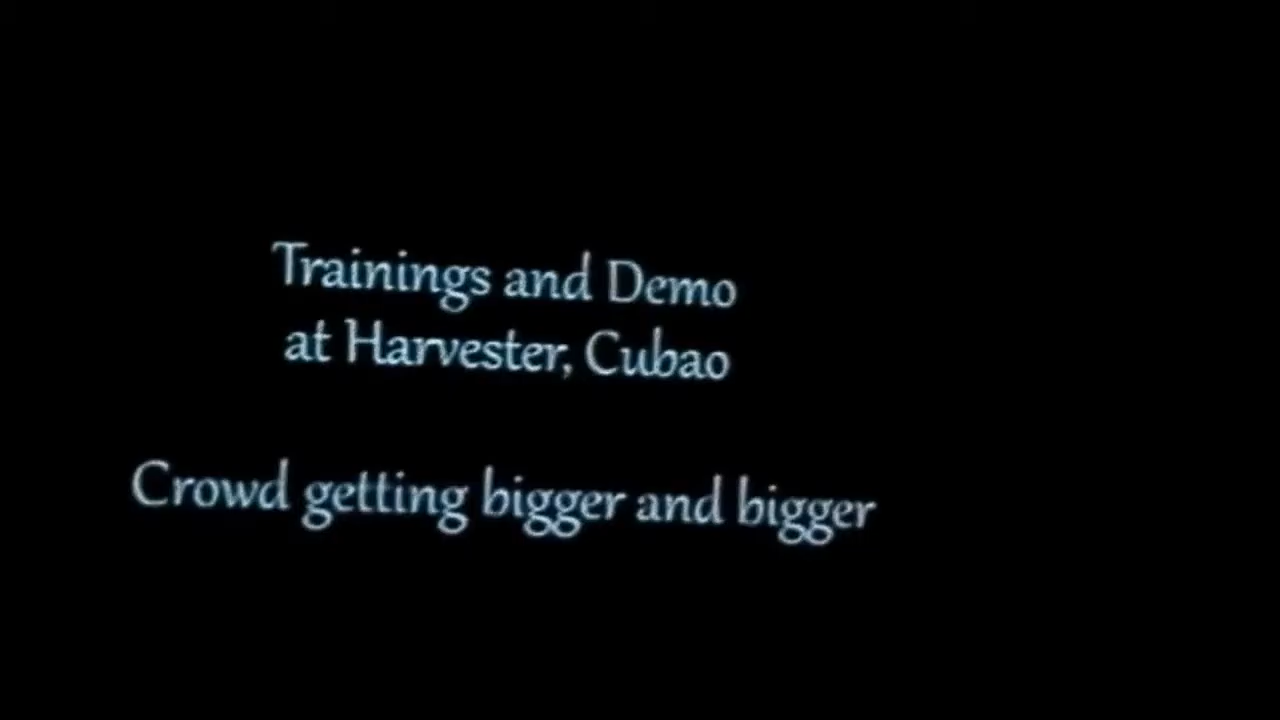 Trainings and Demo
at Harvester, Cubao
Crowd getting bigger and bigger